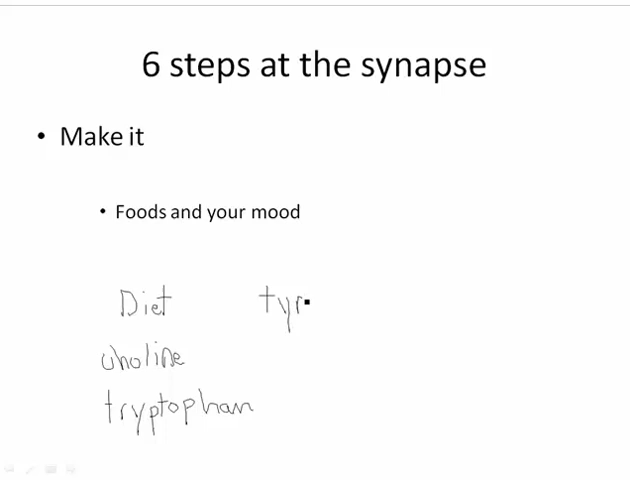 6 steps at the synapse
• Make it
• Foods and your mood
Diet tyr
choline
tryptophan